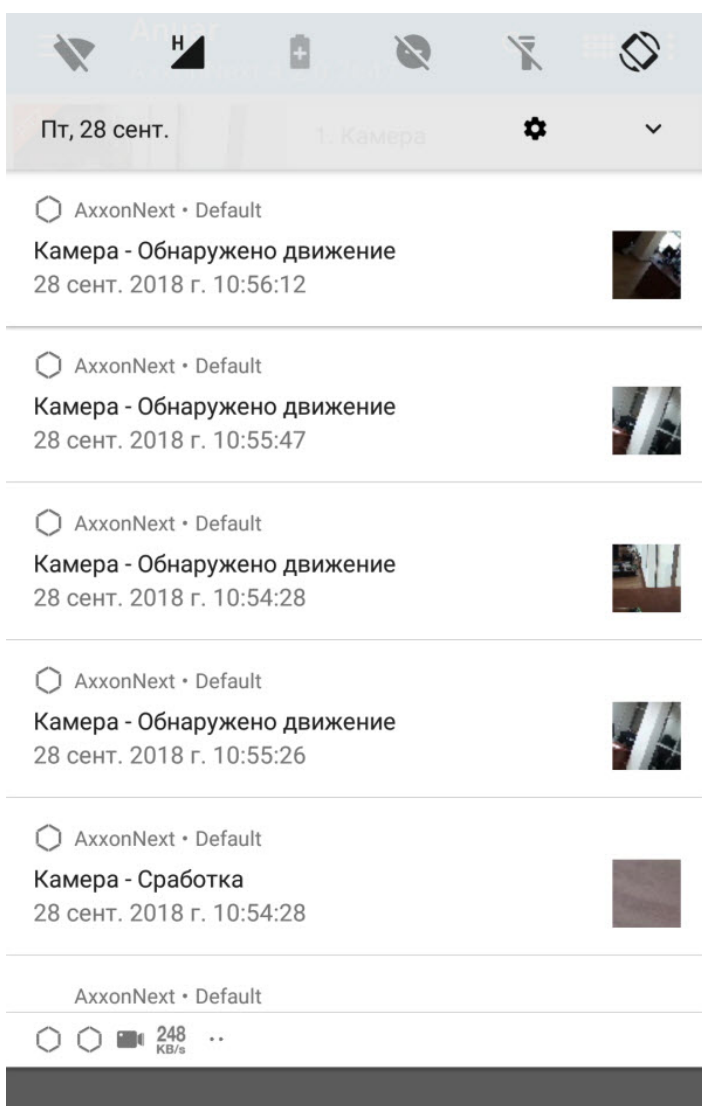 Anyar
H
Пт, 28 сент.
1. Камера
AxxonNext • Default
Камера - Обнаружено движение
28 сент. 2018 г. 10:56:12
AxxonNext • Default
Камера - Обнаружено движение
28 сент. 2018 г. 10:55:47
AxxonNext • Default
Камера - Обнаружено движение
28 сент. 2018 г. 10:54:28
AxxonNext • Default
Камера - Обнаружено движение
28 сент. 2018 г. 10:55:26
AxxonNext • Default
Камера - Сработка
28 сент. 2018 г. 10:54:28
AxxonNext • Default
248
KB/s